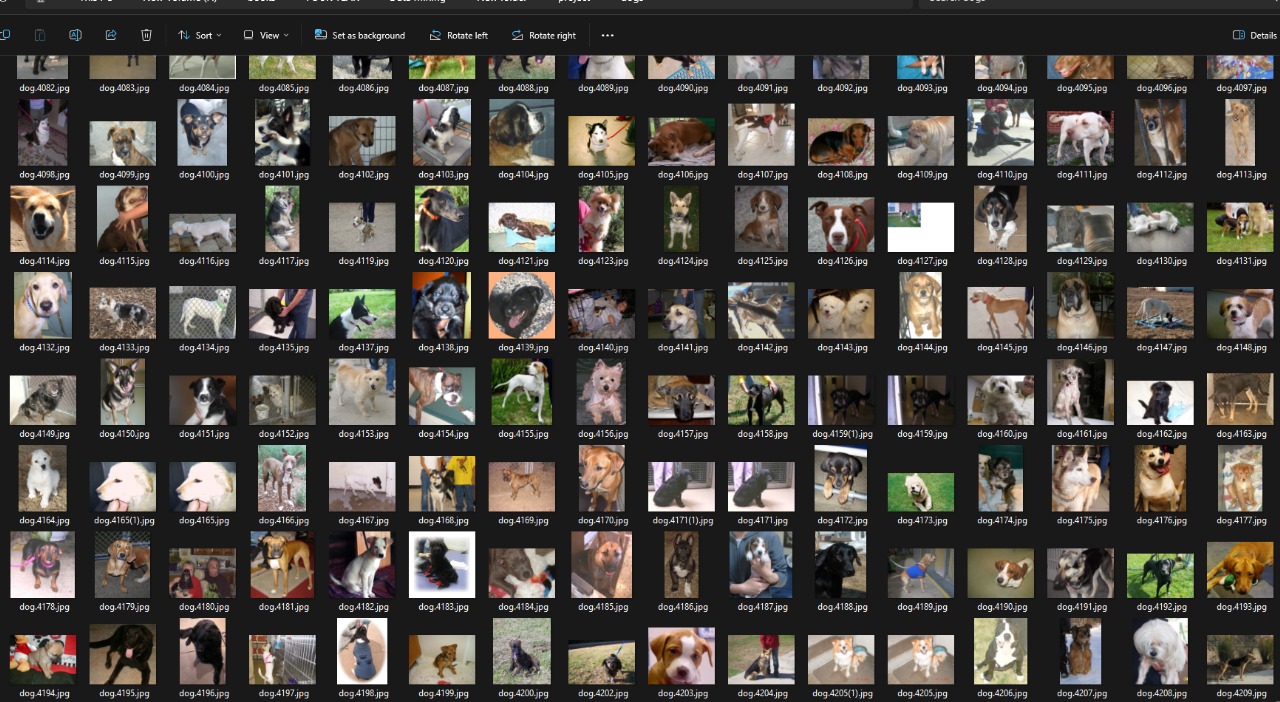 Sort View Set as background Rotate left Rotate right ... Details
dog.4082.jpg dog.4083.jpg dog.4084.jpg dog.4085.jpg dog.4086.jpg dog.4087.jpg dog.4088.jpg dog.4089.jpg dog.4090.jpg dog.4091.jpg dog.4092.jpg dog.4093.jpg dog.4094.jpg dog.4095.jpg dog.4096.jpg dog.4097.jpg
dog.4098.jpg dog.4099.jpg dog.4100.jpg dog.4101.jpg dog.4102.jpg dog.4103.jpg dog.4104.jpg dog.4105.jpg dog.4106.jpg dog.4107.jpg dog.4108.jpg dog.4109.jpg dog.4110.jpg dog.4111.jpg dog.4112.jpg dog.4113.jpg
dog.4114.jpg dog.4115.jpg dog.4116.jpg dog.4117.jpg dog.4119.jpg dog.4120.jpg dog.4121.jpg dog.4123.jpg dog.4124.jpg dog.4125.jpg dog.4126.jpg dog.4127.jpg dog.4128.jpg dog.4129.jpg dog.4130.jpg dog.4131.jpg
dog.4132.jpg dog.4133.jpg dog.4134.jpg dog.4135.jpg dog.4137.jpg dog.4138.jpg dog.4139.jpg dog.4140.jpg dog.4141.jpg dog.4142.jpg dog.4143.jpg dog.4144.jpg dog.4145.jpg dog.4146.jpg dog.4147.jpg dog.4148.jpg
dog.4149.jpg dog.4150.jpg dog.4151.jpg dog.4152.jpg dog.4153.jpg dog.4154.jpg dog.4155.jpg dog.4156.jpg dog.4157.jpg dog.4158.jpg dog.4159(1).jpg dog.4159.jpg dog.4160.jpg dog.4161.jpg dog.4162.jpg dog.4163.jpg
dog.4164.jpg dog.4165(1).jpg dog.4165.jpg dog.4166.jpg dog.4167.jpg dog.4168.jpg dog.4169.jpg dog.4170.jpg dog.4171(1).jpg dog.4171.jpg dog.4172.jpg dog.4173.jpg dog.4174.jpg dog.4175.jpg dog.4176.jpg dog.4177.jpg
dog.4178.jpg dog.4179.jpg dog.4180.jpg dog.4181.jpg dog.4182.jpg dog.4183.jpg dog.4184.jpg dog.4185.jpg dog.4186.jpg dog.4187.jpg dog.4188.jpg dog.4189.jpg dog.4190.jpg dog.4191.jpg dog.4192.jpg dog.4193.jpg
dog.4194.jpg dog.4195.jpg dog.4196.jpg dog.4197.jpg dog.4198.jpg dog.4199.jpg dog.4200.jpg dog.4202.jpg dog.4203.jpg dog.4204.jpg dog.4205(1).jpg dog.4205.jpg dog.4206.jpg dog.4207.jpg dog.4208.jpg dog.4209.jpg